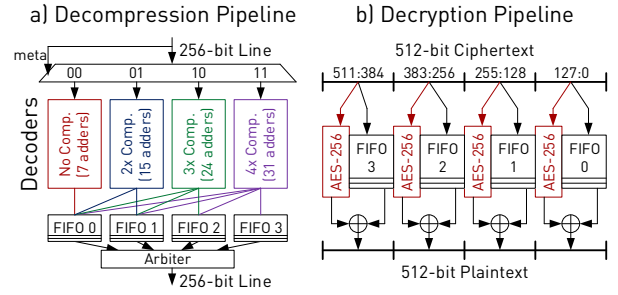 a) Decompression Pipeline
256-bit Line
meta
00 01 10 11
Decoders
No Comp.
(7 adders)
2x Comp.
(15 adders)
3x Comp.
(24 adders)
4x Comp.
(31 adders)
FIFO 0 FIFO 1 FIFO 2 FIFO 3
Arbiter
256-bit Line
b) Decryption Pipeline
512-bit Ciphertext
511:384 383:256 255:128 127:0
AES-256
FIFO
3
AES-256
FIFO
2
AES-256
FIFO
1
AES-256
FIFO
0
512-bit Plaintext